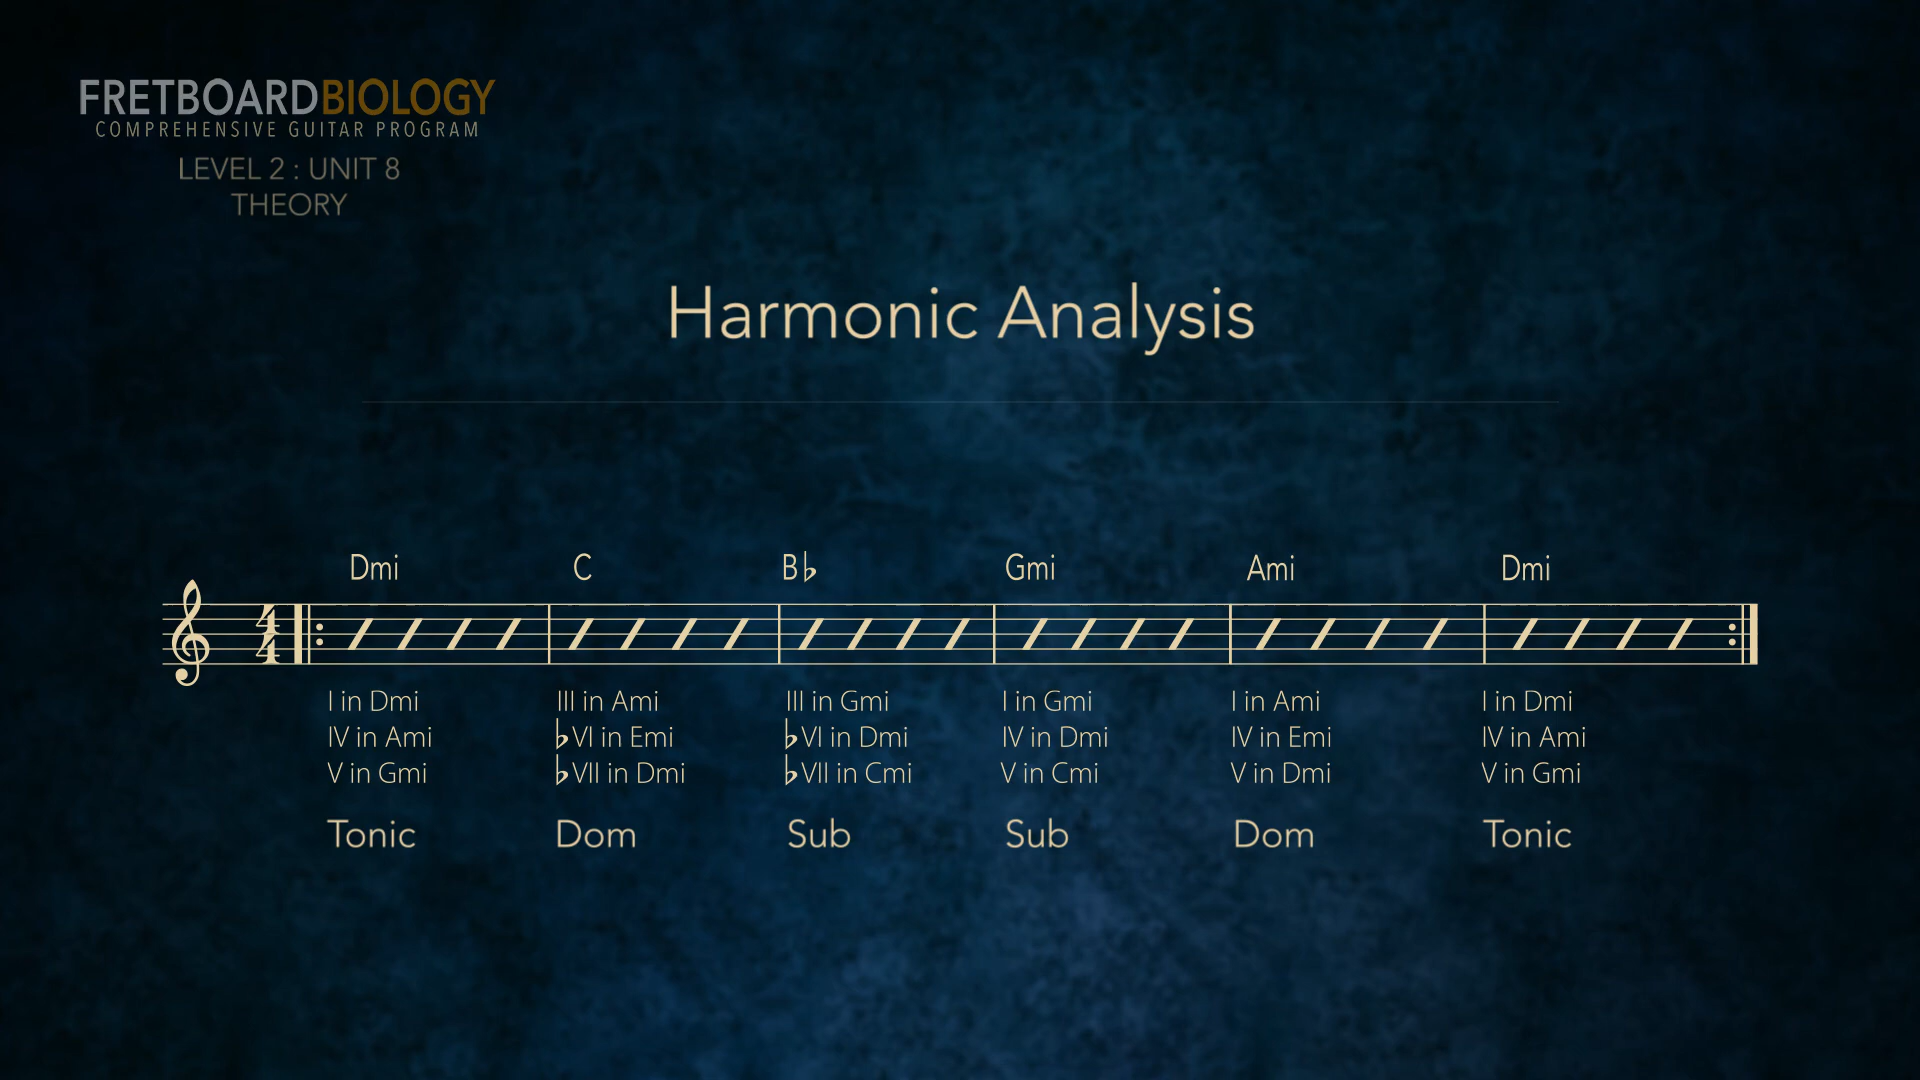 FRETBOARDBIOLOGY
COMPREHENSIVE GUITAR PROGRAM
LEVEL 2 : UNIT 8
THEORY
Harmonic Analysis
Dmi C B♭ Gmi Ami Dmi
4
4
I in Dmi III in Ami III in Gmi I in Gmi I in Ami I in Dmi
IV in Ami ♭VI in Emi ♭VI in Dmi IV in Dmi IV in Emi IV in Ami
V in Gmi ♭VII in Dmi ♭VII in Cmi V in Cmi V in Dmi V in Gmi
Tonic Dom Sub Sub Dom Tonic